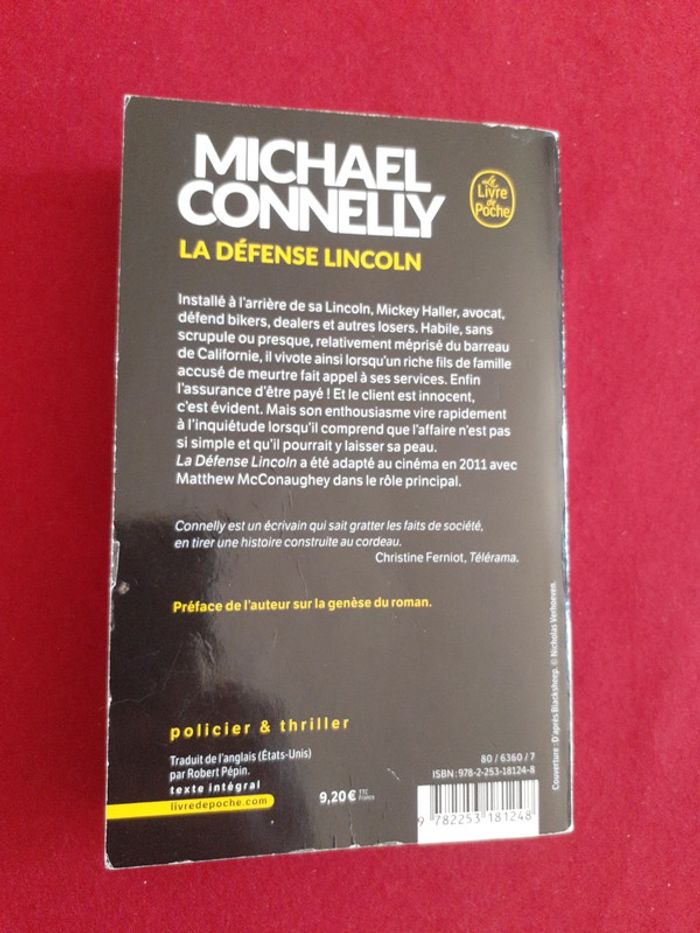 MICHAEL
CONNELLY
LA DÉFENSE LINCOLN
Le
Livre
de
Poche
Installé à l'arrière de sa Lincoln, Mickey Haller, avocat,
défend bikers, dealers et autres losers. Habile, sans
scrupule ou presque, relativement méprisé du barreau
de Californie, il vivote ainsi lorsqu'un riche fils de famille
accusé de meurtre fait appel à ses services. Enfin
l'assurance d'être payé ! Et le client est innocent,
c'est évident. Mais son enthousiasme vire rapidement
à l'inquiétude lorsqu'il comprend que l'affaire n'est pas
si simple et qu'il pourrait y laisser sa peau.
La Défense Lincoln a été adapté au cinéma en 2011 avec
Matthew McConaughey dans le rôle principal.
Connelly est un écrivain qui sait gratter les faits de société,
en tirer une histoire construite au cordeau.
Christine Ferniot, Télérama.
Préface de l'auteur sur la genèse du roman.
policier & thriller
Traduit de l'anglais (États-Unis)
par Robert Pépin.
texte intégral
livredepoche.com
9,20 € TTC
France
80 / 6360 / 7
ISBN : 978-2-253-18124-8
9 782253 181248
Couverture : D'après Blacksheep. © Nicholas Verhoeven.